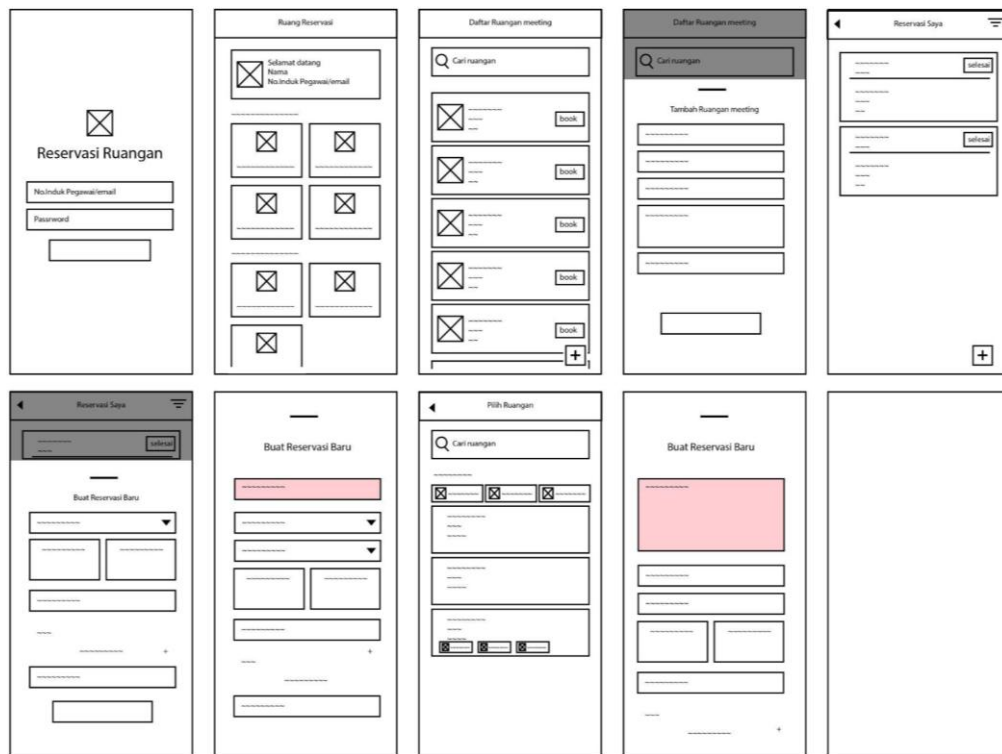 Reservasi Ruangan
No.Induk Pegawai/email
Password
Ruang Reservasi
Selamat datang
Nama
No.Induk Pegawai/email
Daftar Ruangan meeting
Cari ruangan
book
book
book
book
book
+
Daftar Ruangan meeting
Cari ruangan
Tambah Ruangan meeting
Reservasi Saya
selesai
selesai
+
Reservasi Saya
selesai
Buat Reservasi Baru
+
Buat Reservasi Baru
+
Pilih Ruangan
Cari ruangan
Buat Reservasi Baru
+